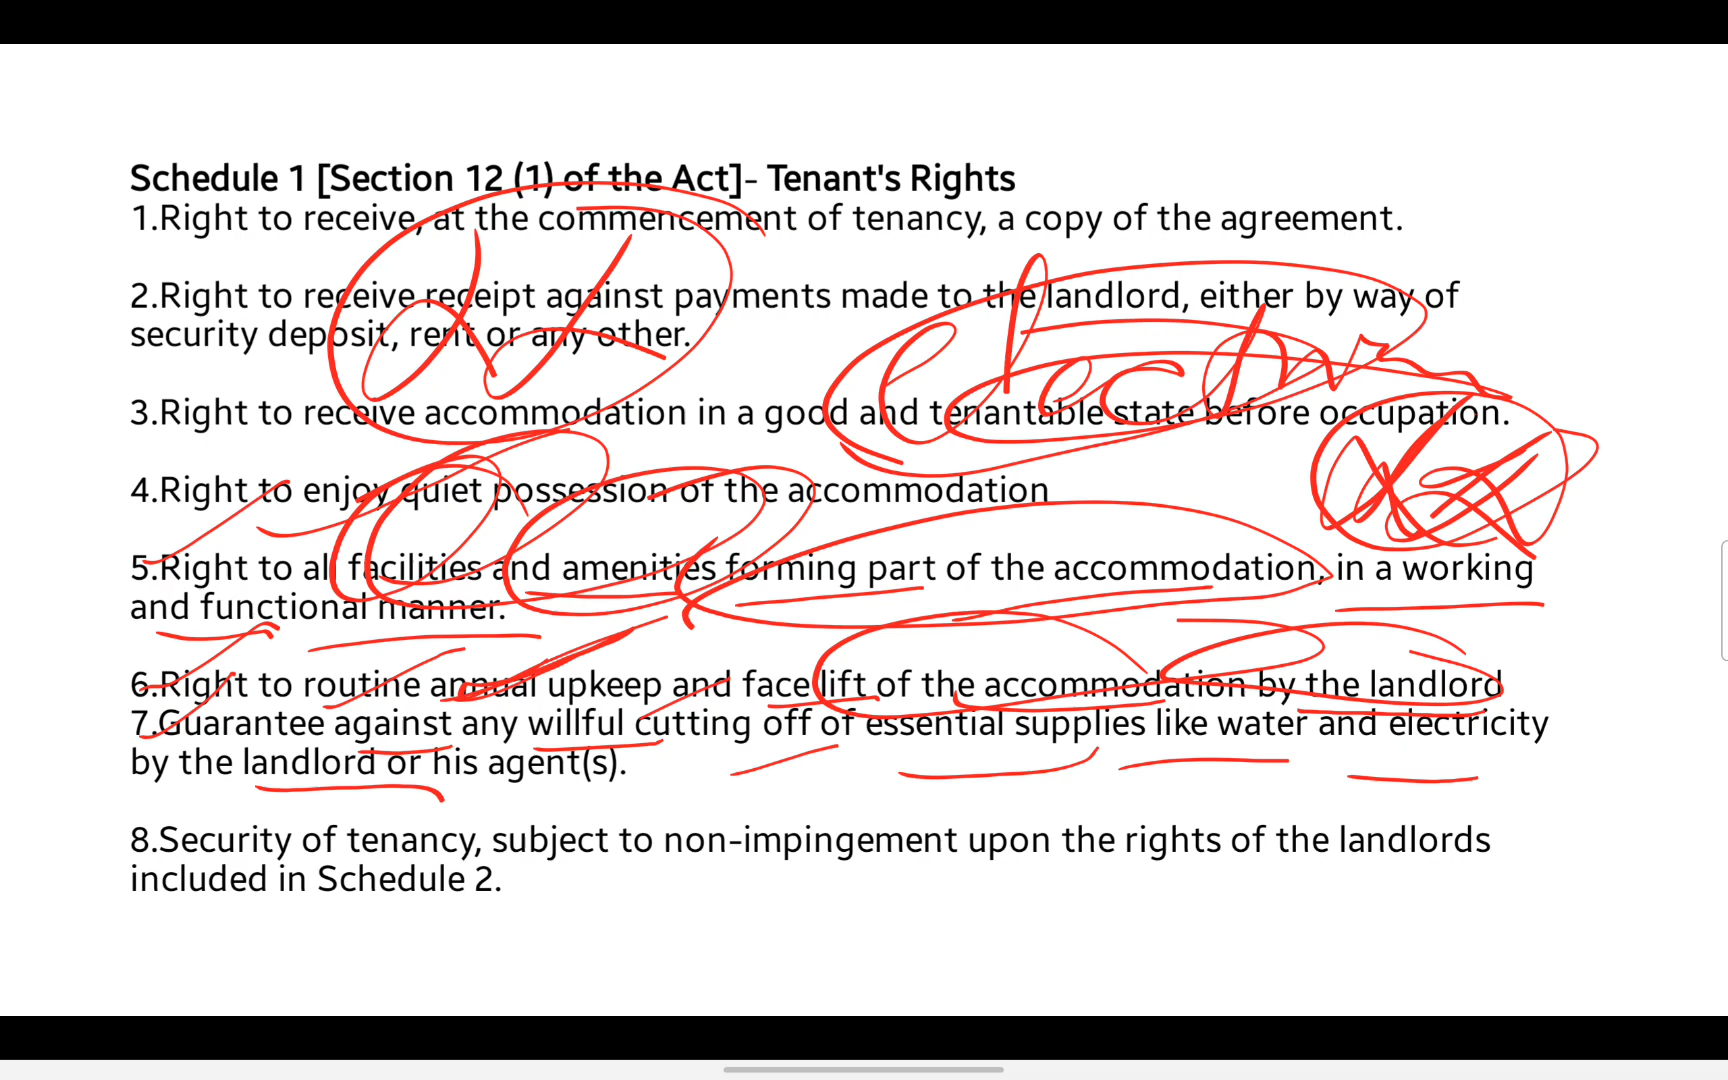 Schedule 1 [Section 12 (1) of the Act]- Tenant's Rights
1.Right to receive, at the commencement of tenancy, a copy of the agreement.
2.Right to receive receipt against payments made to the landlord, either by way of
security deposit, rent or any other.
3.Right to receive accommodation in a good and tenantable state before occupation.
4.Right to enjoy quiet possession of the accommodation
5.Right to all facilities and amenities forming part of the accommodation, in a working
and functional manner.
6.Right to routine annual upkeep and face lift of the accommodation by the landlord
7.Guarantee against any willful cutting off of essential supplies like water and electricity
by the landlord or his agent(s).
8.Security of tenancy, subject to non-impingement upon the rights of the landlords
included in Schedule 2.